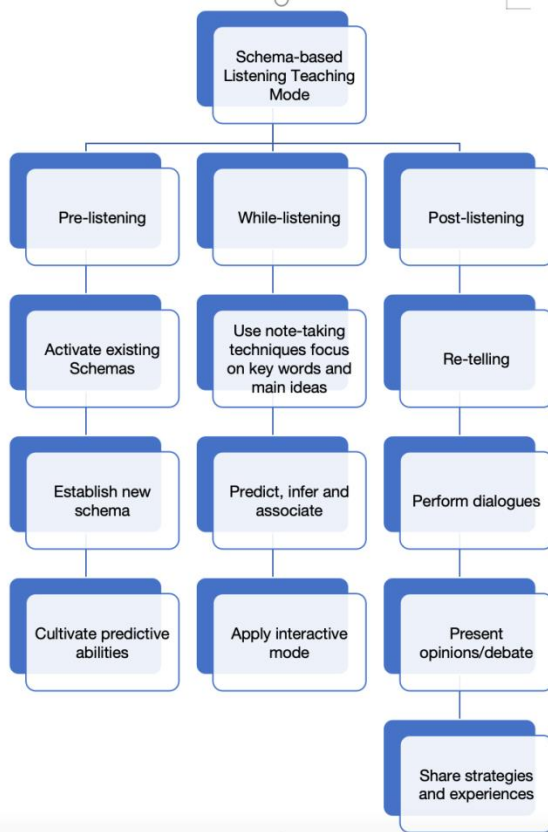 Schema-based
Listening Teaching
Mode
Pre-listening
While-listening
Post-listening
Activate existing
Schemas
Use note-taking
techniques focus
on key words and
main ideas
Re-telling
Establish new
schema
Predict, infer and
associate
Perform dialogues
Cultivate predictive
abilities
Apply interactive
mode
Present
opinions/debate
Share strategies
and experiences